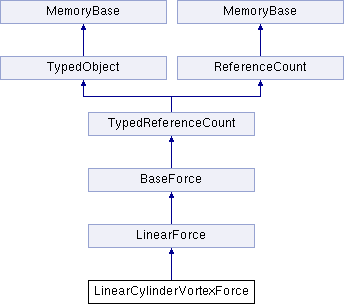 MemoryBase
MemoryBase
TypedObject
ReferenceCount
TypedReferenceCount
BaseForce
LinearForce
LinearCylinderVortexForce